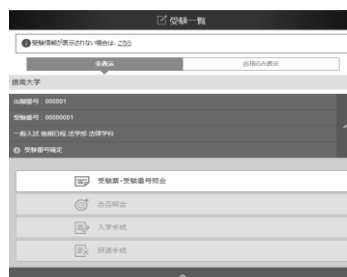 受験一覧
受験情報が表示されない場合は、こちら
全表示
合格のみ表示
摂南大学
出願番号：000001
受験番号：00000001
一般入試 後期日程 法学部 法律学科
受験番号確定
受験票・受験番号照会
合否照会
入学手続
辞退手続